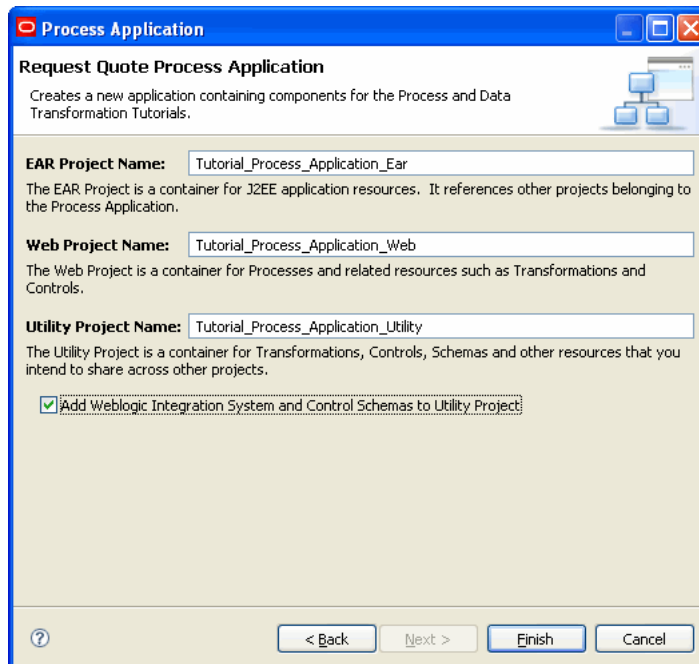 Process Application
Request Quote Process Application
Creates a new application containing components for the Process and Data
Transformation Tutorials.
EAR Project Name: Tutorial_Process_Application_Ear
The EAR Project is a container for J2EE application resources. It references other projects belonging to
the Process Application.
Web Project Name: Tutorial_Process_Application_Web
The Web Project is a container for Processes and related resources such as Transformations and
Controls.
Utility Project Name: Tutorial_Process_Application_Utility
The Utility Project is a container for Transformations, Controls, Schemas and other resources that you
intend to share across other projects.
Add Weblogic Integration System and Control Schemas to Utility Project
? < Back Next > Finish Cancel